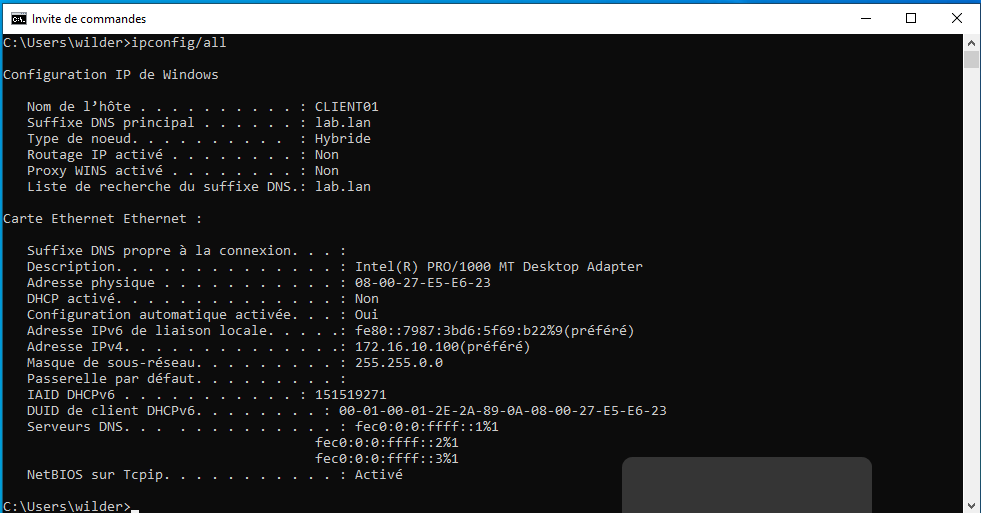 Invite de commandes
C:\Users\wilder>ipconfig/all
Configuration IP de Windows
Nom de l’hôte . . . . . . . . . . : CLIENT01
Suffixe DNS principal . . . . . . : lab.lan
Type de noeud. . . . . . . . . .  : Hybride
Routage IP activé . . . . . . . . : Non
Proxy WINS activé . . . . . . . . : Non
Liste de recherche du suffixe DNS.: lab.lan
Carte Ethernet Ethernet :
Suffixe DNS propre à la connexion. . . :
Description. . . . . . . . . . . . . . : Intel(R) PRO/1000 MT Desktop Adapter
Adresse physique . . . . . . . . . . . : 08-00-27-E5-E6-23
DHCP activé. . . . . . . . . . . . . . : Non
Configuration automatique activée. . . : Oui
Adresse IPv6 de liaison locale. . . . .: fe80::7987:3bd6:5f69:b22%9(préféré)
Adresse IPv4. . . . . . . . . . . . . .: 172.16.10.100(préféré)
Masque de sous-réseau. . . . . . . . . : 255.255.0.0
Passerelle par défaut. . . . . . . . . :
IAID DHCPv6 . . . . . . . . . . . : 151519271
DUID de client DHCPv6. . . . . . . . : 00-01-00-01-2E-2A-89-0A-08-00-27-E5-E6-23
Serveurs DNS. . . . . . . . . . . . . : fec0:0:0:ffff::1%1
fec0:0:0:ffff::2%1
fec0:0:0:ffff::3%1
NetBIOS sur Tcpip. . . . . . . . . . . : Activé
C:\Users\wilder>